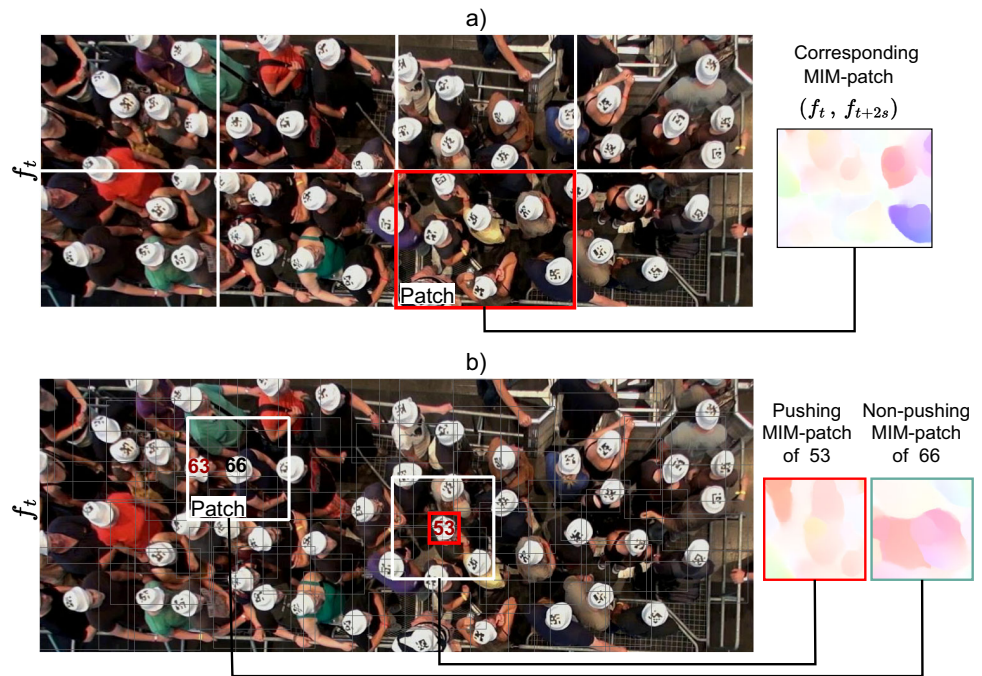 a)
Corresponding
MIM-patch
(f_t , f_{t+2s})
f_t
Patch
b)
Pushing
MIM-patch
of 53
Non-pushing
MIM-patch
of 66
63
66
Patch
53
f_t